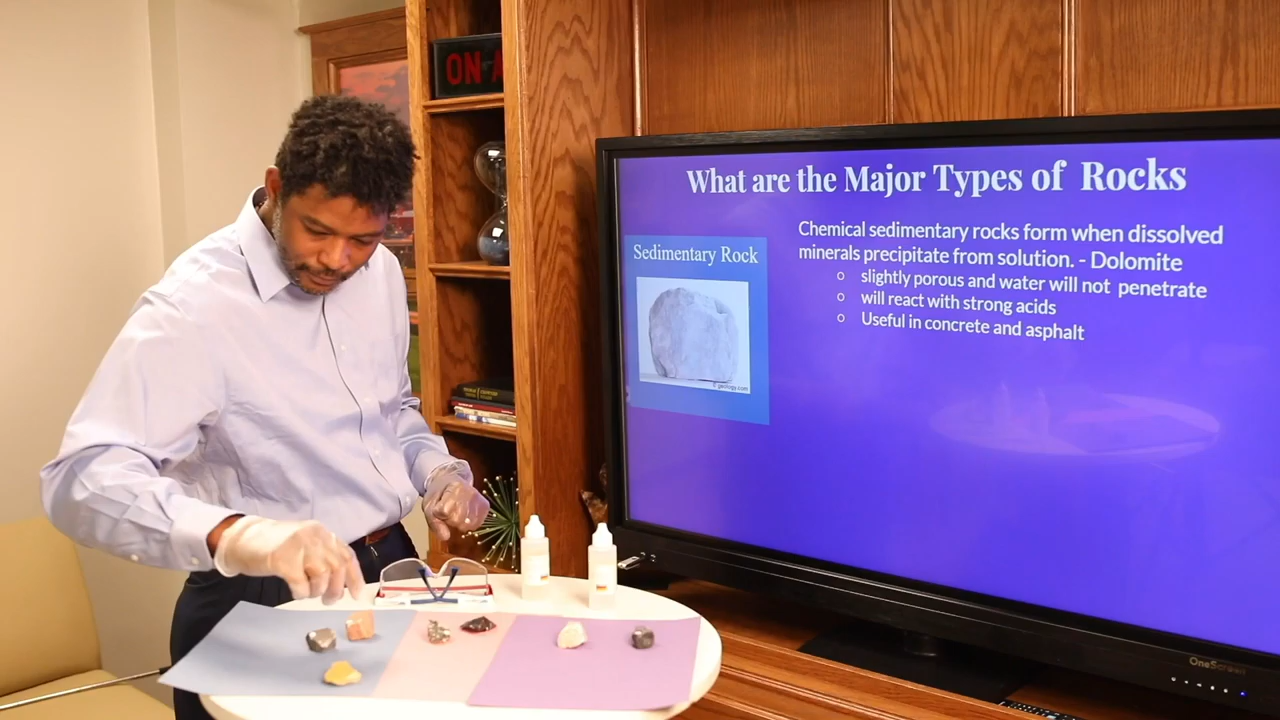 ON A
What are the Major Types of Rocks
Chemical sedimentary rocks form when dissolved
minerals precipitate from solution. - Dolomite
o slightly porous and water will not penetrate
o will react with strong acids
o Useful in concrete and asphalt
Sedimentary Rock
© geology.com
OneScreen